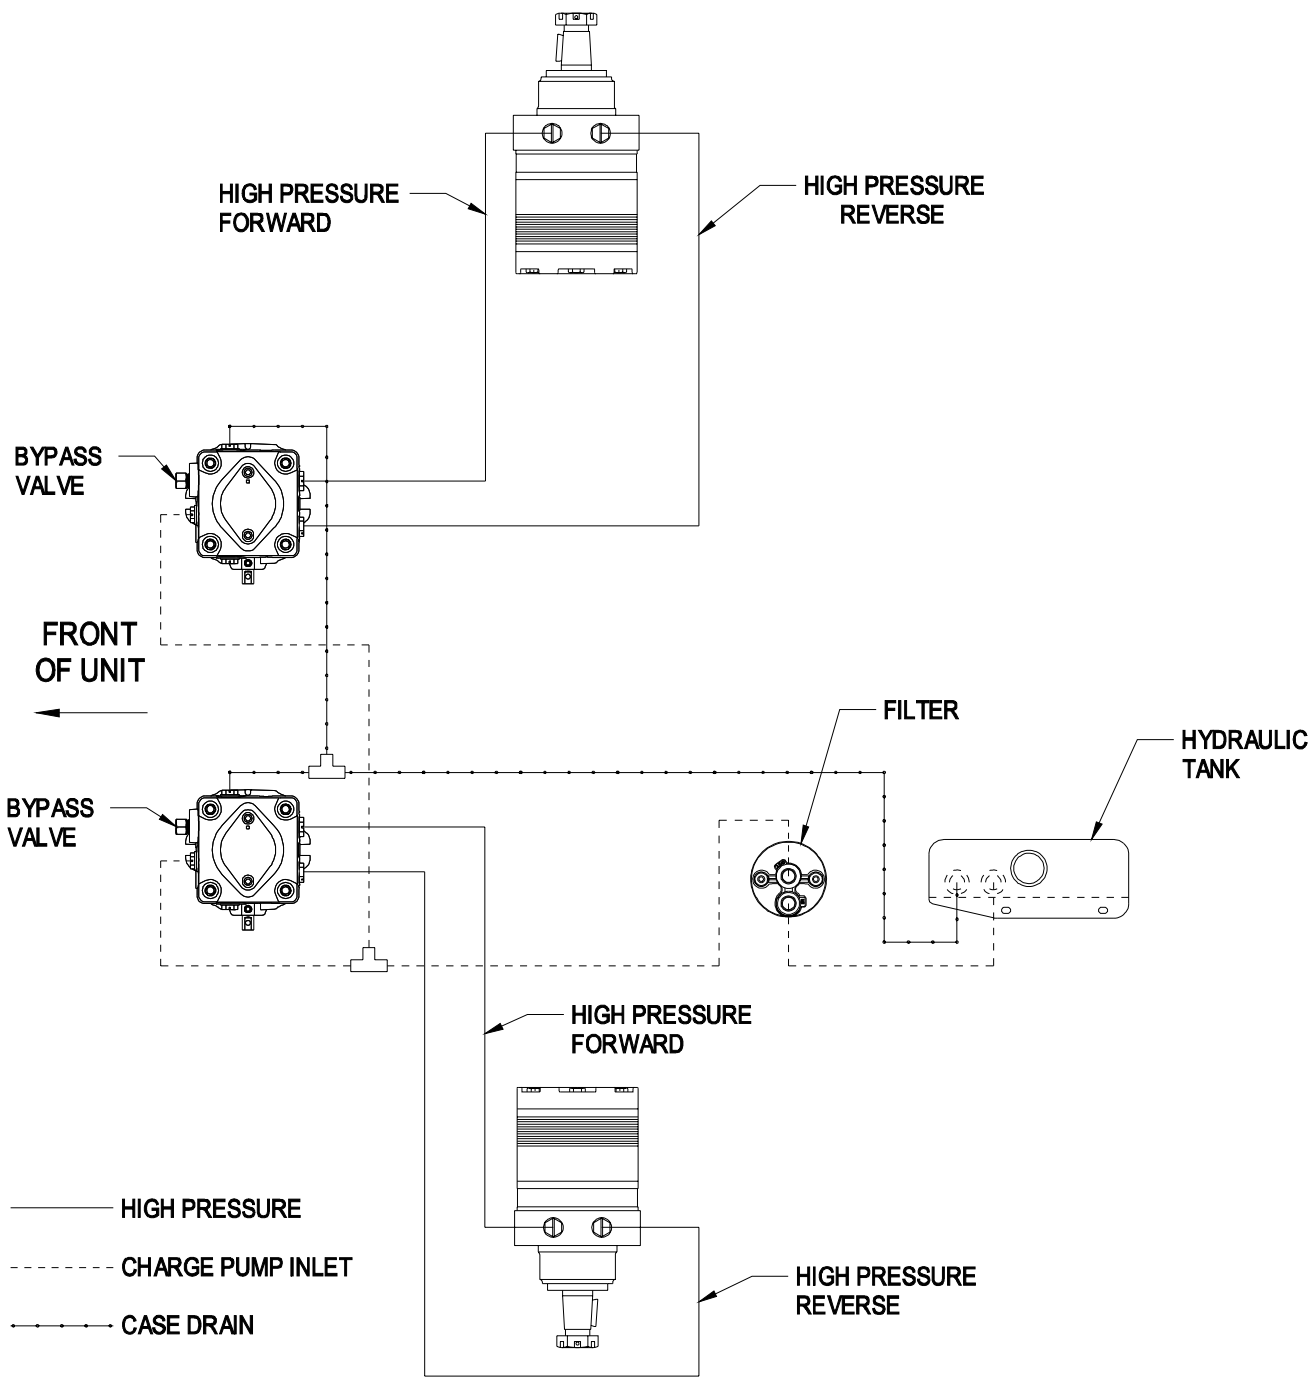 HIGH PRESSURE
FORWARD
HIGH PRESSURE
REVERSE
BYPASS
VALVE
FRONT
OF UNIT
FILTER
HYDRAULIC
TANK
BYPASS
VALVE
HIGH PRESSURE
FORWARD
HIGH PRESSURE
CHARGE PUMP INLET
CASE DRAIN
HIGH PRESSURE
REVERSE